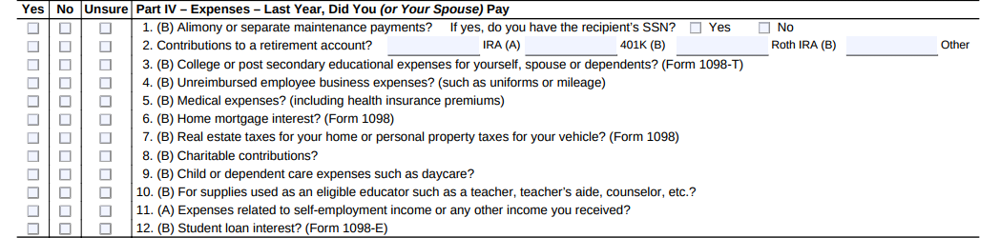 Yes No Unsure Part IV – Expenses – Last Year, Did You (or Your Spouse) Pay
1. (B) Alimony or separate maintenance payments? If yes, do you have the recipient's SSN? Yes No
2. Contributions to a retirement account? IRA (A) 401K (B) Roth IRA (B) Other
3. (B) College or post secondary educational expenses for yourself, spouse or dependents? (Form 1098-T)
4. (B) Unreimbursed employee business expenses? (such as uniforms or mileage)
5. (B) Medical expenses? (including health insurance premiums)
6. (B) Home mortgage interest? (Form 1098)
7. (B) Real estate taxes for your home or personal property taxes for your vehicle? (Form 1098)
8. (B) Charitable contributions?
9. (B) Child or dependent care expenses such as daycare?
10. (B) For supplies used as an eligible educator such as a teacher, teacher's aide, counselor, etc.?
11. (A) Expenses related to self-employment income or any other income you received?
12. (B) Student loan interest? (Form 1098-E)